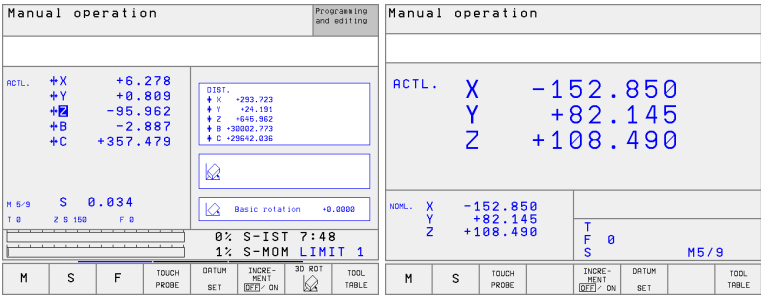 Manual operation
Programming
and editing
ACTL.
X +6.278
Y +0.809
Z -95.962
B -2.887
C +357.479
DIST.
X +293.723
Y +24.191
Z +645.962
B +30002.773
C +29642.036
Basic rotation +0.0000
M 5/9 S 0.034
T 0 Z S 150 F 0
0% S-IST 7:48
1% S-MOM LIMIT 1
M S F TOUCH PROBE DATUM SET INCRE-MENT OFF/ ON 3D ROT TOOL TABLE
Manual operation
ACTL. X -152.850
Y +82.145
Z +108.490
NOML. X -152.850
Y +82.145
Z +108.490
T
F 0
S M5/9
M S TOUCH PROBE INCRE-MENT OFF/ ON DATUM SET TOOL TABLE